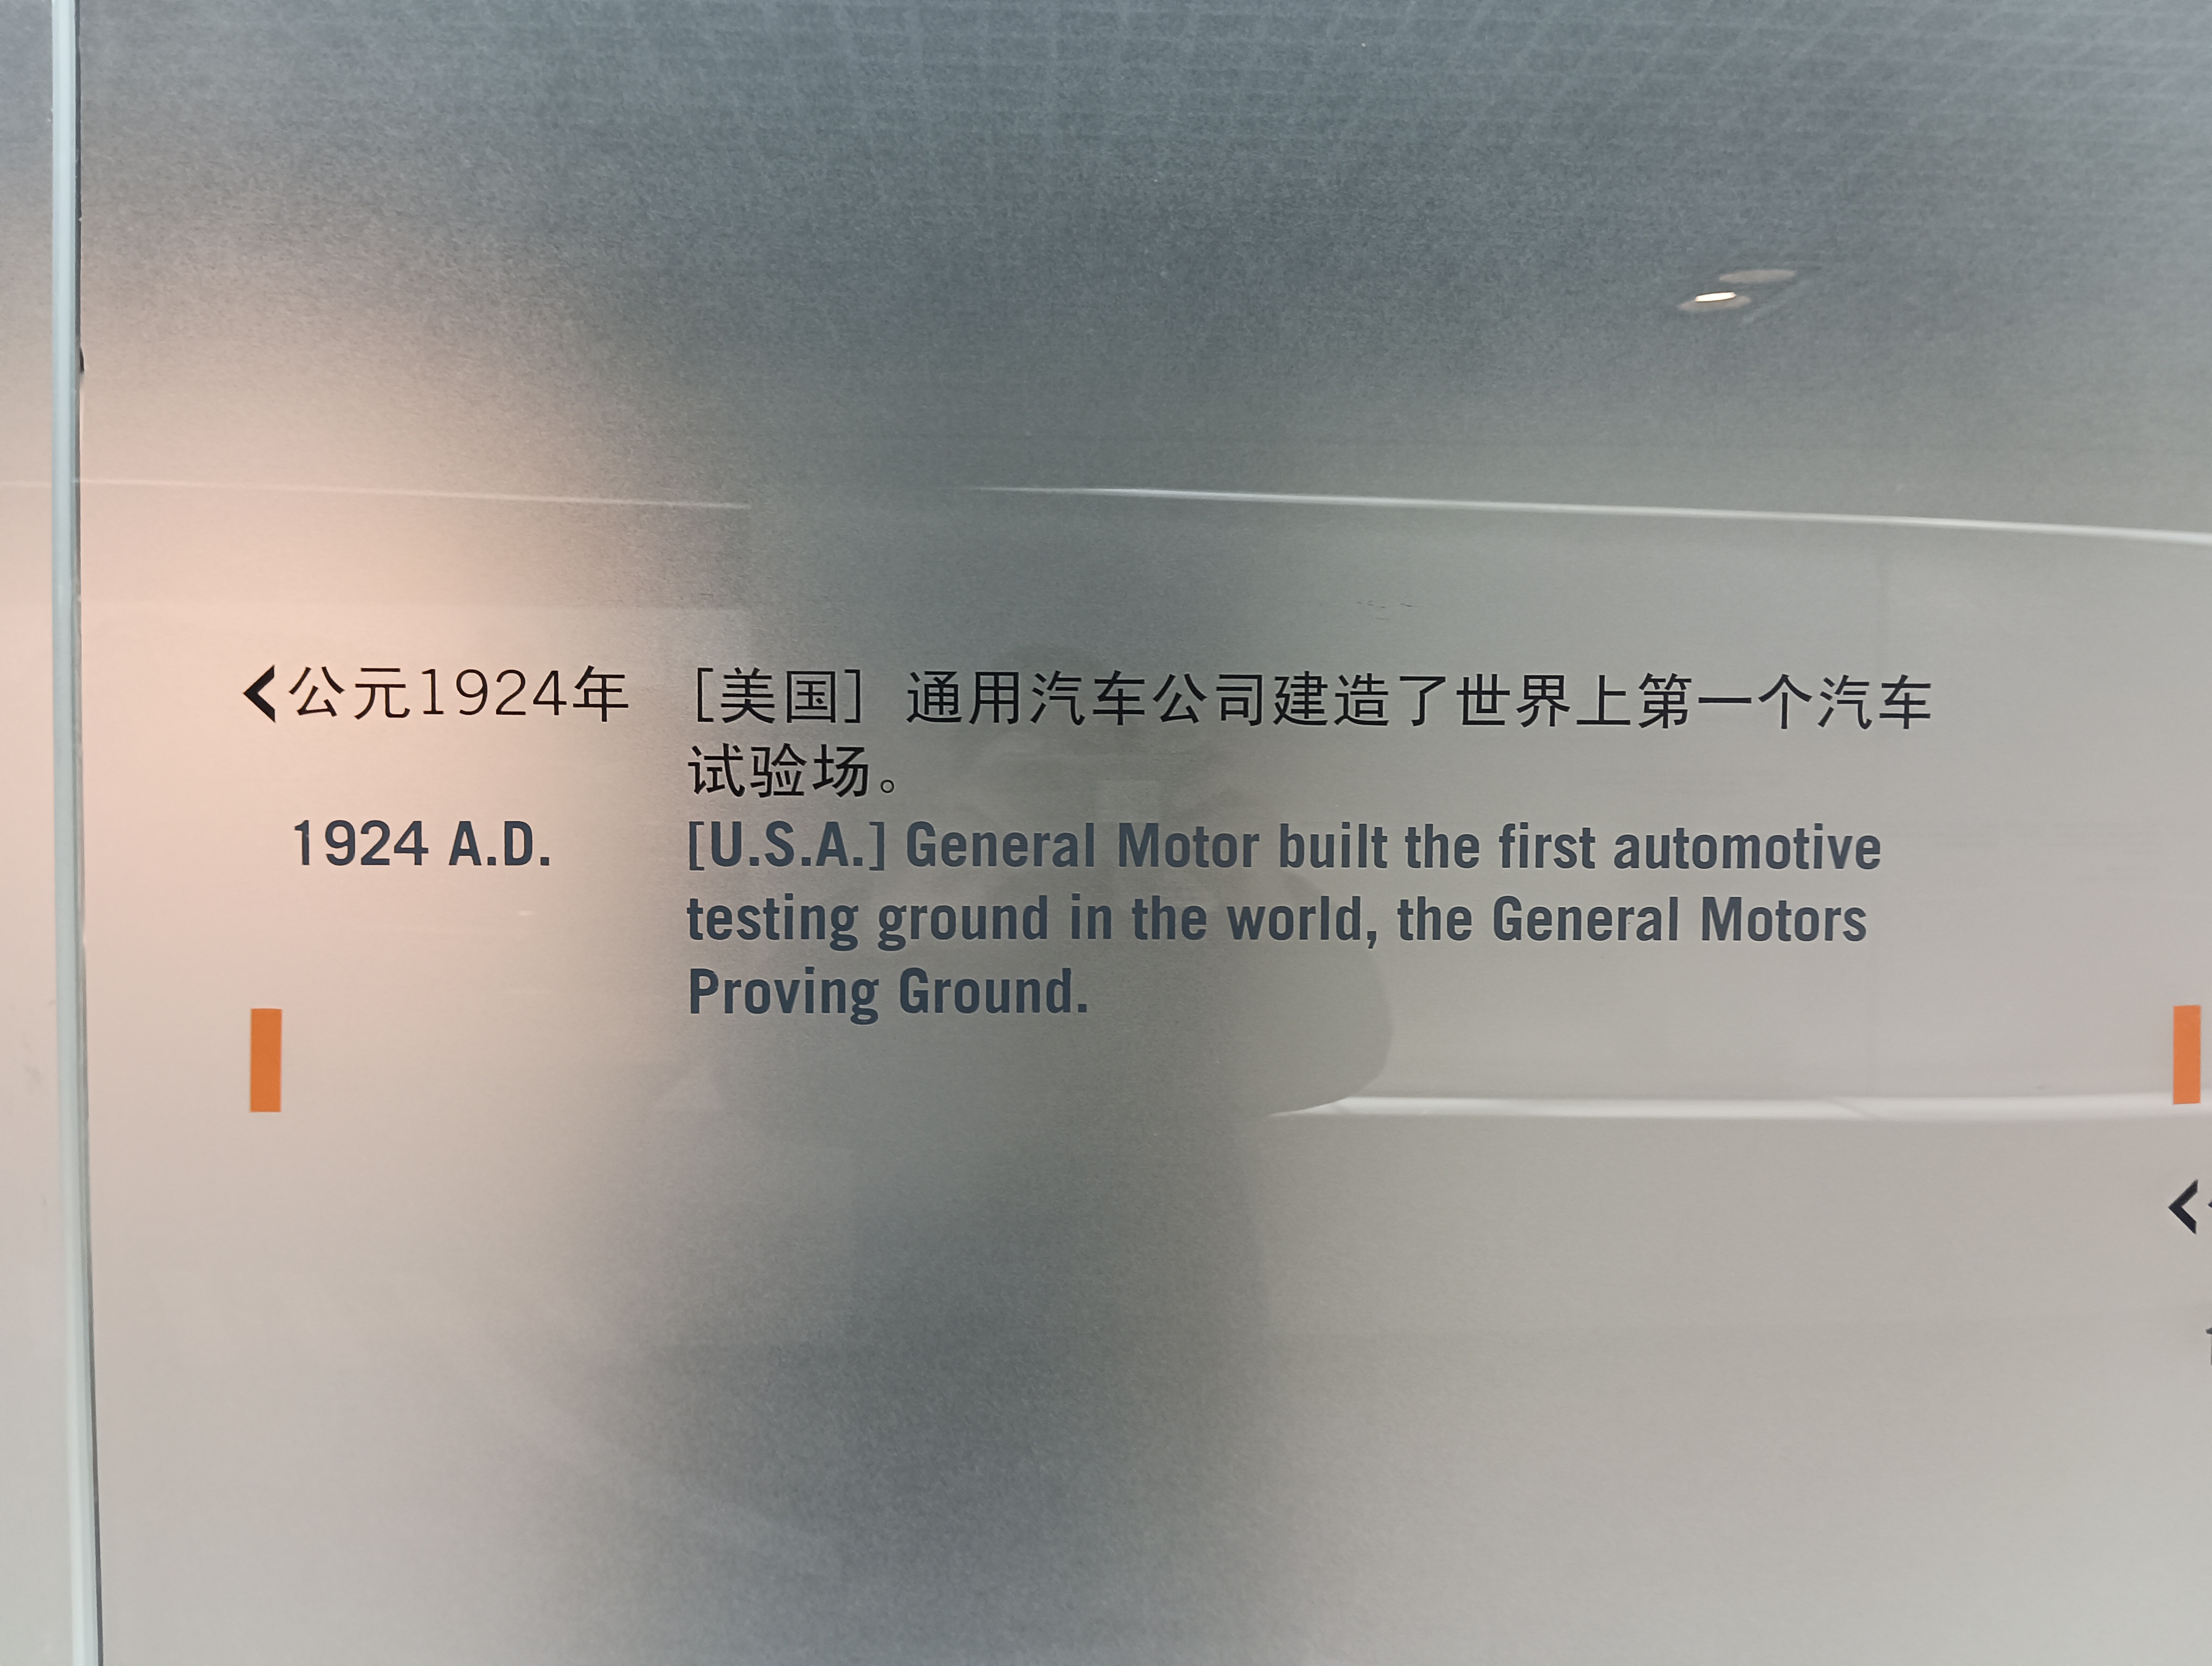 公元1924年 [美国] 通用汽车公司建造了世界上第一个汽车
试验场。
1924 A.D. [U.S.A.] General Motor built the first automotive
testing ground in the world, the General Motors
Proving Ground.